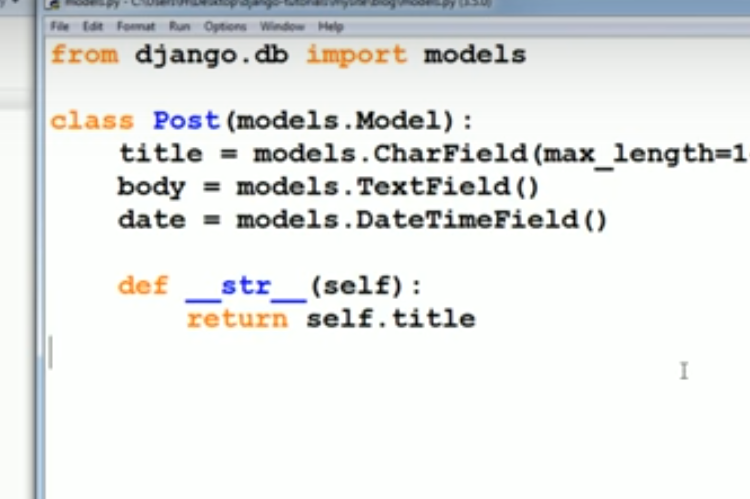 models.py - C:\Users\H\Desktop\django-tutorials\mysite\blog\models.py (3.5.0)
File Edit Format Run Options Window Help
from django.db import models
class Post(models.Model):
title = models.CharField(max_length=1
body = models.TextField()
date = models.DateTimeField()
def __str__(self):
return self.title